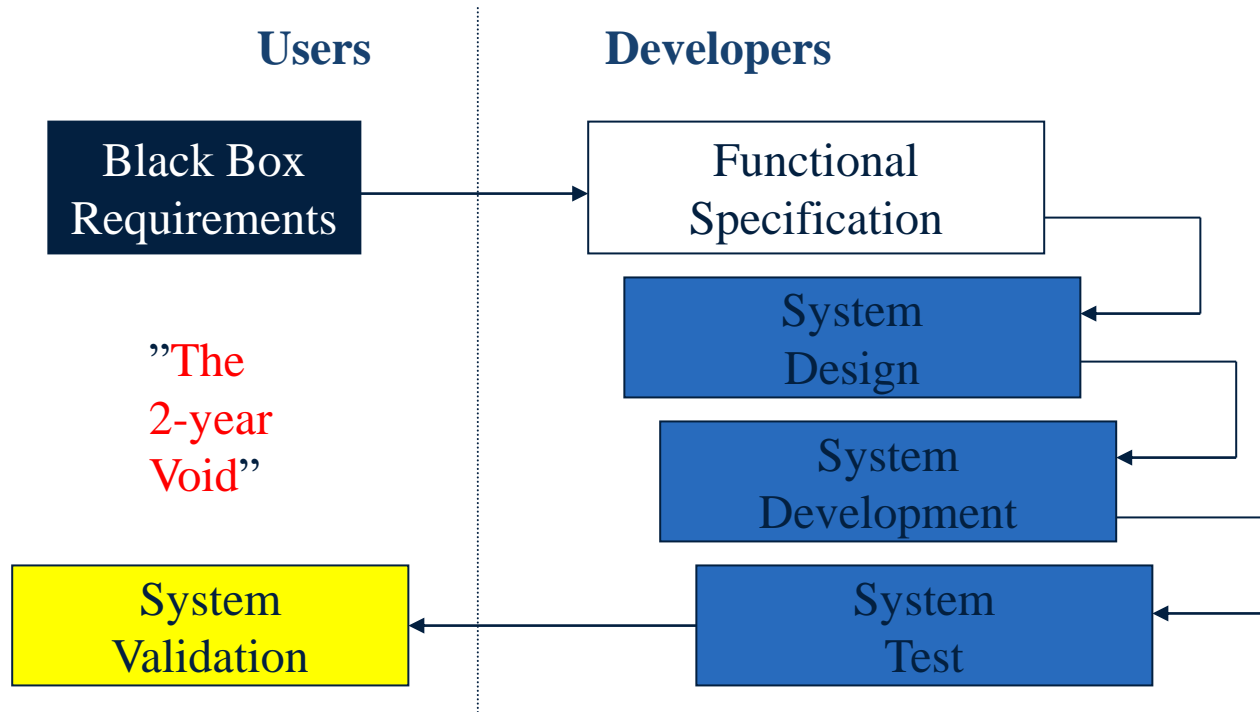 Users
Developers
Black Box
Requirements
Functional
Specification
System
Design
”The
2-year
Void”
System
Development
System
Validation
System
Test